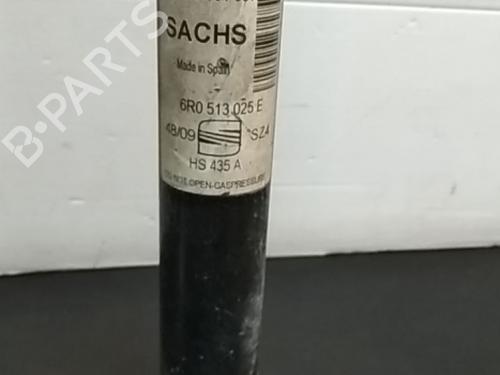 SACHS
Made in Spain
6R0 513 025 E
48/09 SZ4
HS 435 A
DO NOT OPEN-GASPRESSURE
B-PARTS